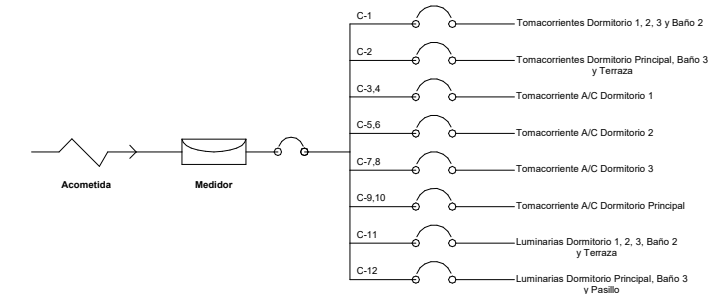 C-1
Tomacorrientes Dormitorio 1, 2, 3 y Baño 2
C-2
Tomacorrientes Dormitorio Principal, Baño 3
y Terraza
C-3,4
Tomacorriente A/C Dormitorio 1
C-5,6
Tomacorriente A/C Dormitorio 2
Acometida
Medidor
C-7,8
Tomacorriente A/C Dormitorio 3
C-9,10
Tomacorriente A/C Dormitorio Principal
C-11
Luminarias Dormitorio 1, 2, 3, Baño 2
y Terraza
C-12
Luminarias Dormitorio Principal, Baño 3
y Pasillo